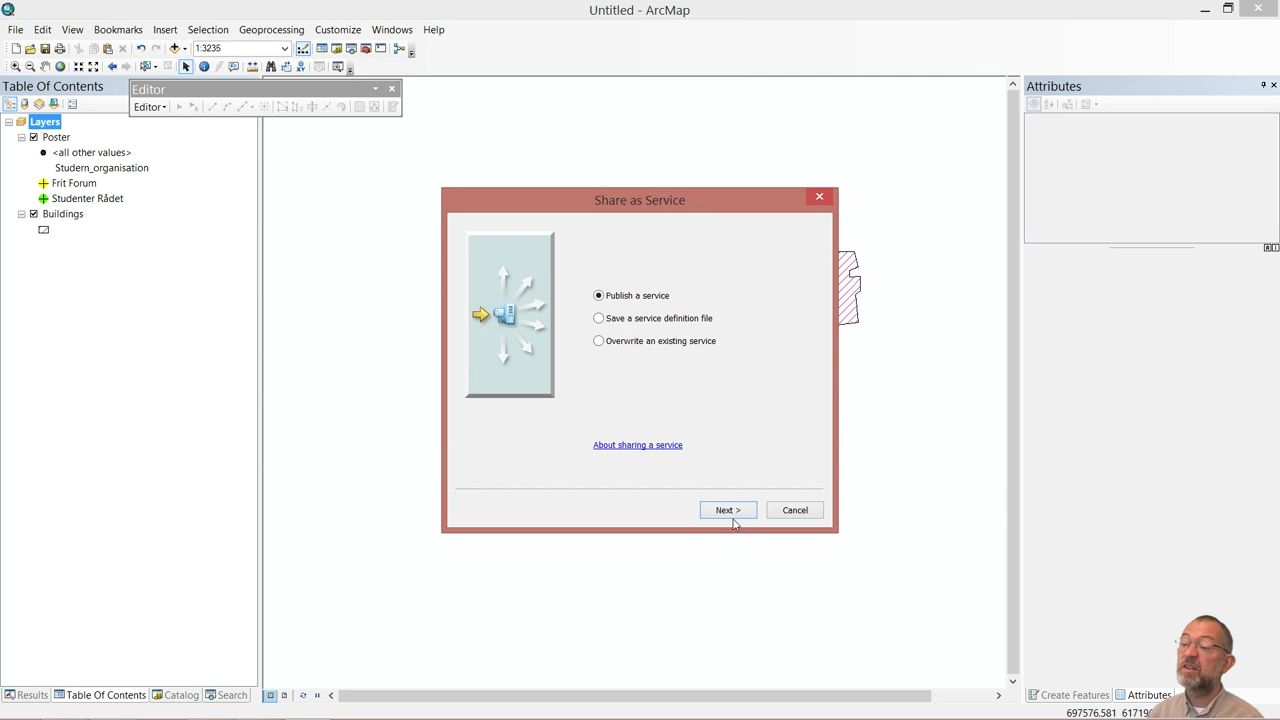 Untitled - ArcMap
File Edit View Bookmarks Insert Selection Geoprocessing Customize Windows Help
1:3235
Table Of Contents
Editor
Attributes
Editor
Layers
Poster
<all other values>
Studern_organisation
Frit Forum
Studenter Rådet
Buildings
Share as Service
Publish a service
Save a service definition file
Overwrite an existing service
About sharing a service
Next >
Cancel
Results Table Of Contents Catalog Search
Create Features Attributes
697576.581